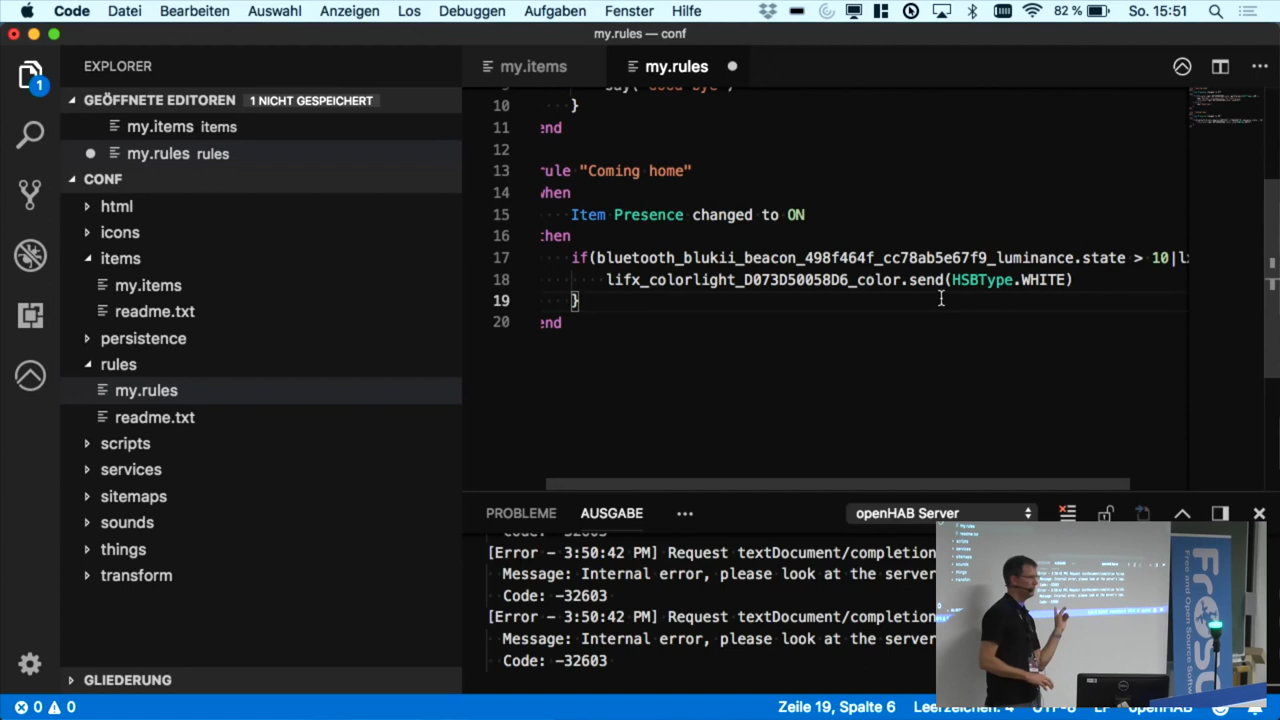 Code Datei Bearbeiten Auswahl Anzeigen Los Debuggen Aufgaben Fenster Hilfe 82 % So. 15:51
my.rules — conf
EXPLORER
GEÖFFNETE EDITOREN 1 NICHT GESPEICHERT
my.items items
my.rules rules
CONF
html
icons
items
my.items
readme.txt
persistence
rules
my.rules
readme.txt
scripts
services
sitemaps
sounds
things
transform
GLIEDERUNG
1
my.items my.rules
10 }
11 end
12
13 rule "Coming home"
14 when
15 Item Presence changed to ON
16 then
17 if(bluetooth_blukii_beacon_498f464f_cc78ab5e67f9_luminance.state > 10|l
18 lifx_colorlight_D073D50058D6_color.send(HSBType.WHITE)
19 }
20 end
PROBLEME AUSGABE openHAB Server
[Error - 3:50:42 PM] Request textDocument/completion
Message: Internal error, please look at the server
Code: -32603
[Error - 3:50:42 PM] Request textDocument/completion
Message: Internal error, please look at the server
Code: -32603
Free and Open Source
0 0 Zeile 19, Spalte 6 Leerzeichen: 4 UTF-8 LF openHAB